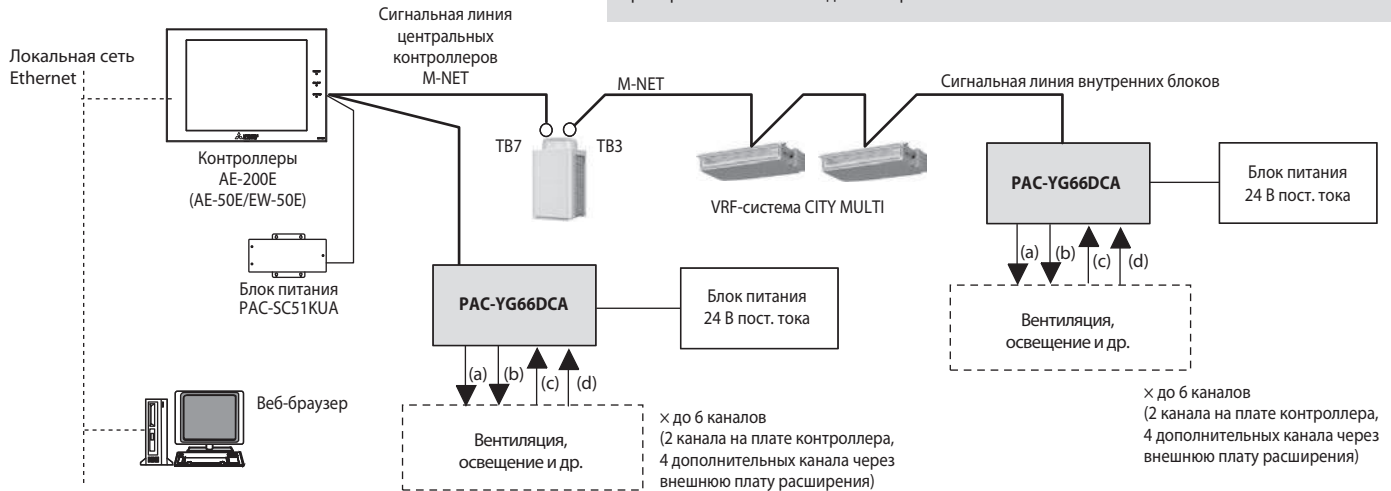 Сигнальная линия
центральных
контроллеров
M-NET
Локальная сеть
Ethernet
M-NET
Сигнальная линия внутренних блоков
TB7
TB3
Контроллеры
AE-200E
(AE-50E/EW-50E)
VRF-система CITY MULTI
PAC-YG66DCA
Блок питания
24 В пост. тока
(a)
(b)
(c)
(d)
Вентиляция,
освещение и др.
× до 6 каналов
(2 канала на плате контроллера,
4 дополнительных канала через
внешнюю плату расширения)
Блок питания
PAC-SC51KUA
PAC-YG66DCA
Блок питания
24 В пост. тока
(a)
(b)
(c)
(d)
Вентиляция,
освещение и др.
× до 6 каналов
(2 канала на плате контроллера,
4 дополнительных канала через
внешнюю плату расширения)
Веб-браузер